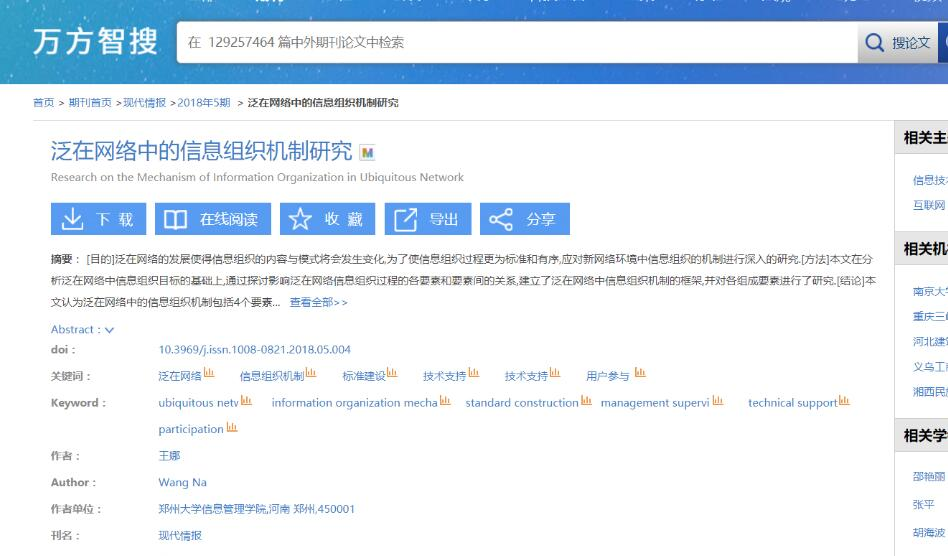 万方智搜
在 129257464 篇中外期刊论文中检索
搜论文
首页 > 期刊首页 >现代情报 >2018年5期 > 泛在网络中的信息组织机制研究
泛在网络中的信息组织机制研究 M
Research on the Mechanism of Information Organization in Ubiquitous Network
下 载 在线阅读 收 藏 导出 分享
摘要： [目的]泛在网络的发展使得信息组织的内容与模式将会发生变化,为了使信息组织过程更为标准和有序,应对新网络环境中信息组织的机制进行深入的研究.[方法]本文在分
析泛在网络中信息组织目标的基础上,通过探讨影响泛在网络信息组织过程的各要素和要素间的关系,建立了泛在网络中信息组织机制的框架,并对各组成要素进行了研究.[结论]本
文认为泛在网络中的信息组织机制包括4个要素... 查看全部>>
Abstract：
doi： 10.3969/j.issn.1008-0821.2018.05.004
关键词： 泛在网络 信息组织机制 标准建设 技术支持 技术支持 用户参与
Keyword： ubiquitous netv information organization mecha standard construction management supervi technical support
participation
作者： 王娜
Author： Wang Na
作者单位： 郑州大学信息管理学院,河南 郑州,450001
刊名： 现代情报
相关主
信息技
互联网
相关机
南京大
重庆三
河北建
义乌工
湘西民
相关学
邵艳丽
张平
胡海波